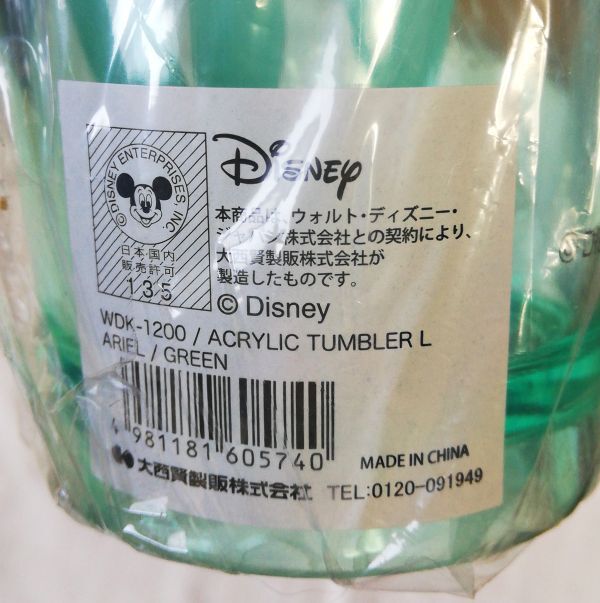 © DISNEY ENTERPRISES, INC.
日本国内
販売許可
135
Disney
本商品は、ウォルト・ディズニー・
ジャパン株式会社との契約により、
大西賢製販株式会社が
製造したものです。
© Disney
WDK-1200 / ACRYLIC TUMBLER L
ARIEL / GREEN
4 981181 605740
MADE IN CHINA
大西賢製販株式会社 TEL:0120-091949